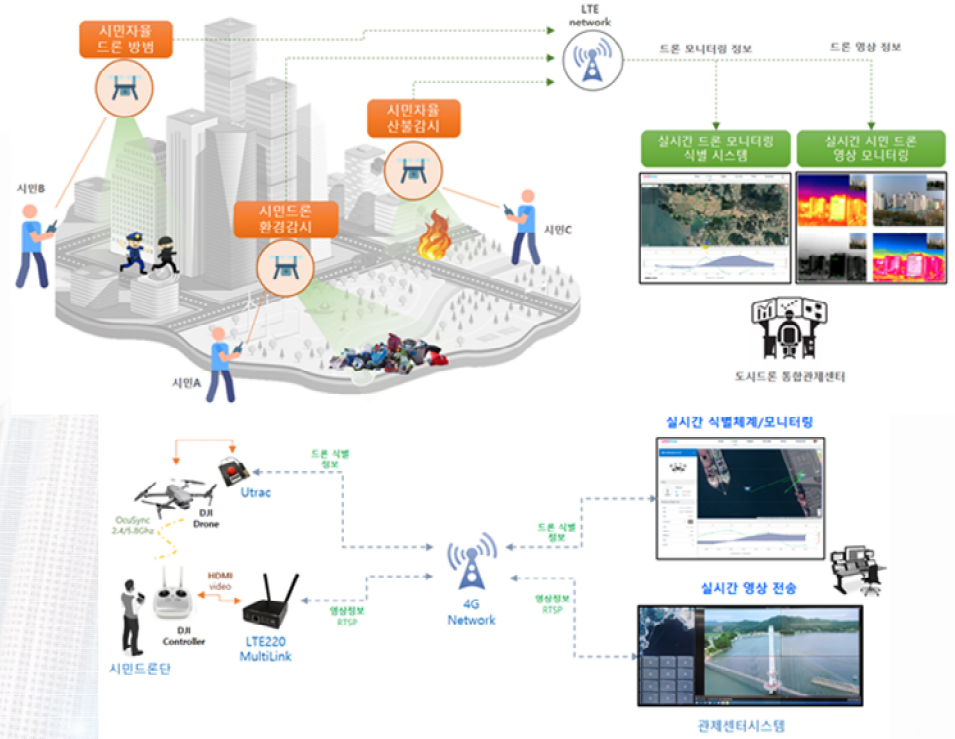 LTE
network
시민자율
드론 방범
드론 모니터링 정보
드론 영상 정보
시민자율
산불감시
실시간 드론 모니터링
식별 시스템
실시간 시민 드론
영상 모니터링
시민B
시민드론
환경감시
시민C
시민A
도시드론 통합관제센터
실시간 식별체계/모니터링
드론 식별
정보
Utrac
OcuSync
2.4/5.8Ghz
DJI
Drone
드론 식별
정보
HDMI
video
실시간 영상 전송
4G
Network
영상정보
RTSP
영상정보
RTSP
DJI
Controller
LTE220
MultiLink
시민드론단
관제센터시스템